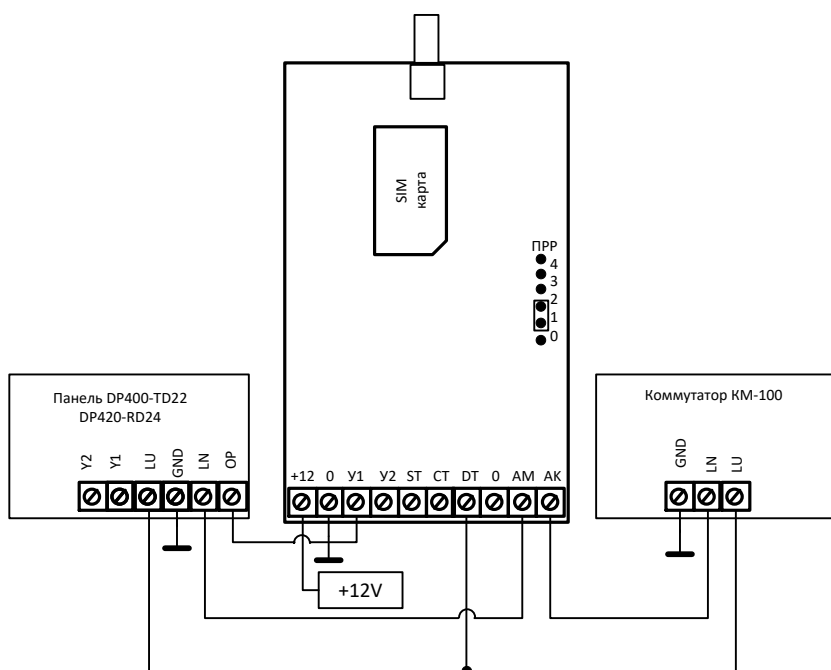 SIM
карта
ПРР
4
3
2
1
0
Панель DP400-TD22
DP420-RD24
Коммутатор КМ-100
Y2 Y1 LU GND LN OP
+12 0 У1 У2 ST CT DT 0 AM AK
GND LN LU
+12V